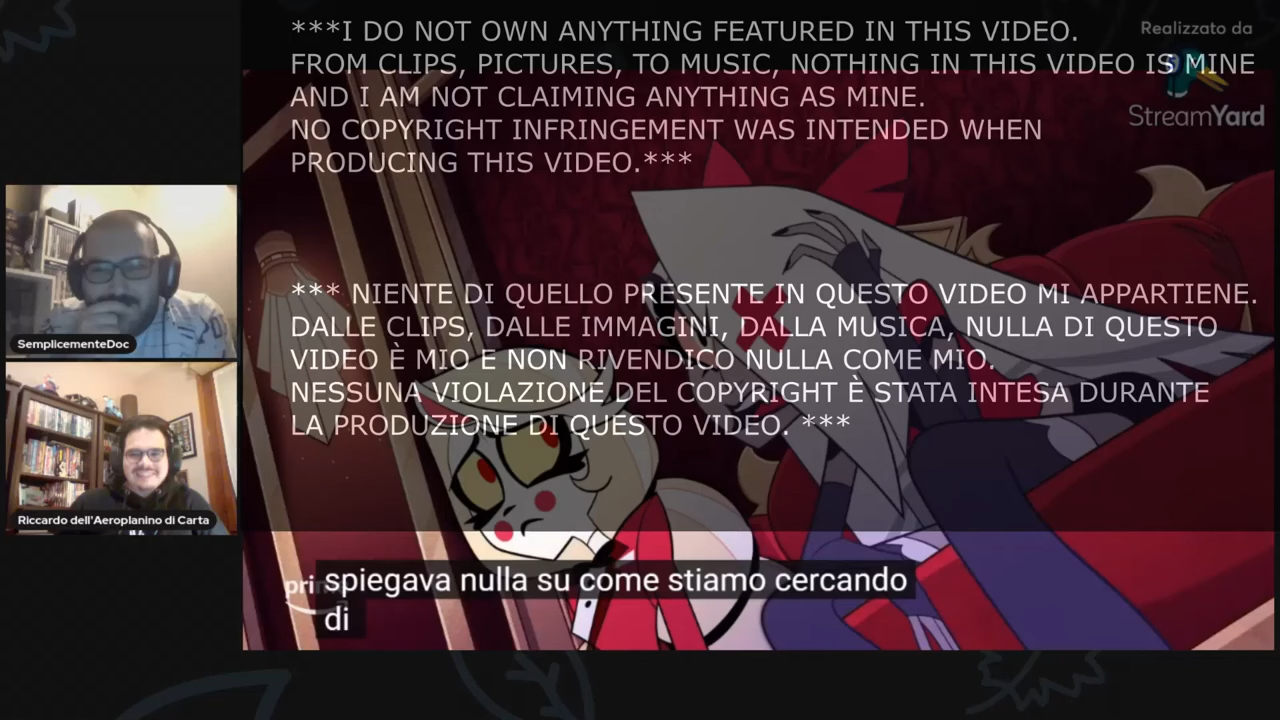 ***I DO NOT OWN ANYTHING FEATURED IN THIS VIDEO.
FROM CLIPS, PICTURES, TO MUSIC, NOTHING IN THIS VIDEO IS MINE
AND I AM NOT CLAIMING ANYTHING AS MINE.
NO COPYRIGHT INFRINGEMENT WAS INTENDED WHEN
PRODUCING THIS VIDEO.***
Realizzato da
StreamYard
*** NIENTE DI QUELLO PRESENTE IN QUESTO VIDEO MI APPARTIENE.
DALLE CLIPS, DALLE IMMAGINI, DALLA MUSICA, NULLA DI QUESTO
VIDEO È MIO E NON RIVENDICO NULLA COME MIO.
NESSUNA VIOLAZIONE DEL COPYRIGHT È STATA INTESA DURANTE
LA PRODUZIONE DI QUESTO VIDEO. ***
SemplicementeDoc
Riccardo dell'Aeroplanino di Carta
spiegava nulla su come stiamo cercando
di